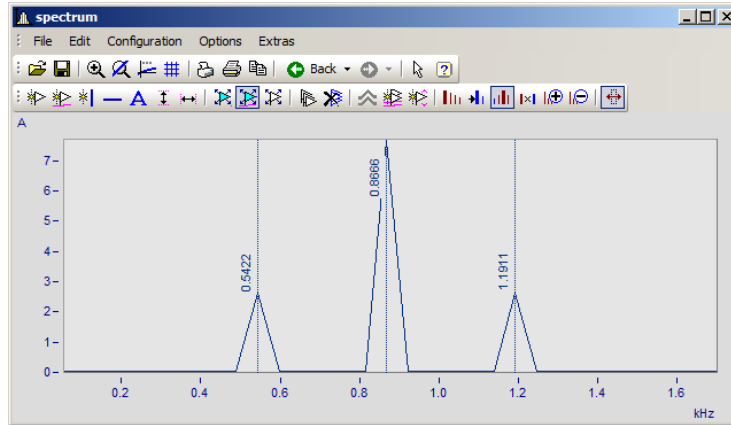 spectrum
File Edit Configuration Options Extras
Back
A
7
6
5
4
3
2
1
0
0.5422
0.8666
1.1911
0.2 0.4 0.6 0.8 1.0 1.2 1.4 1.6
kHz